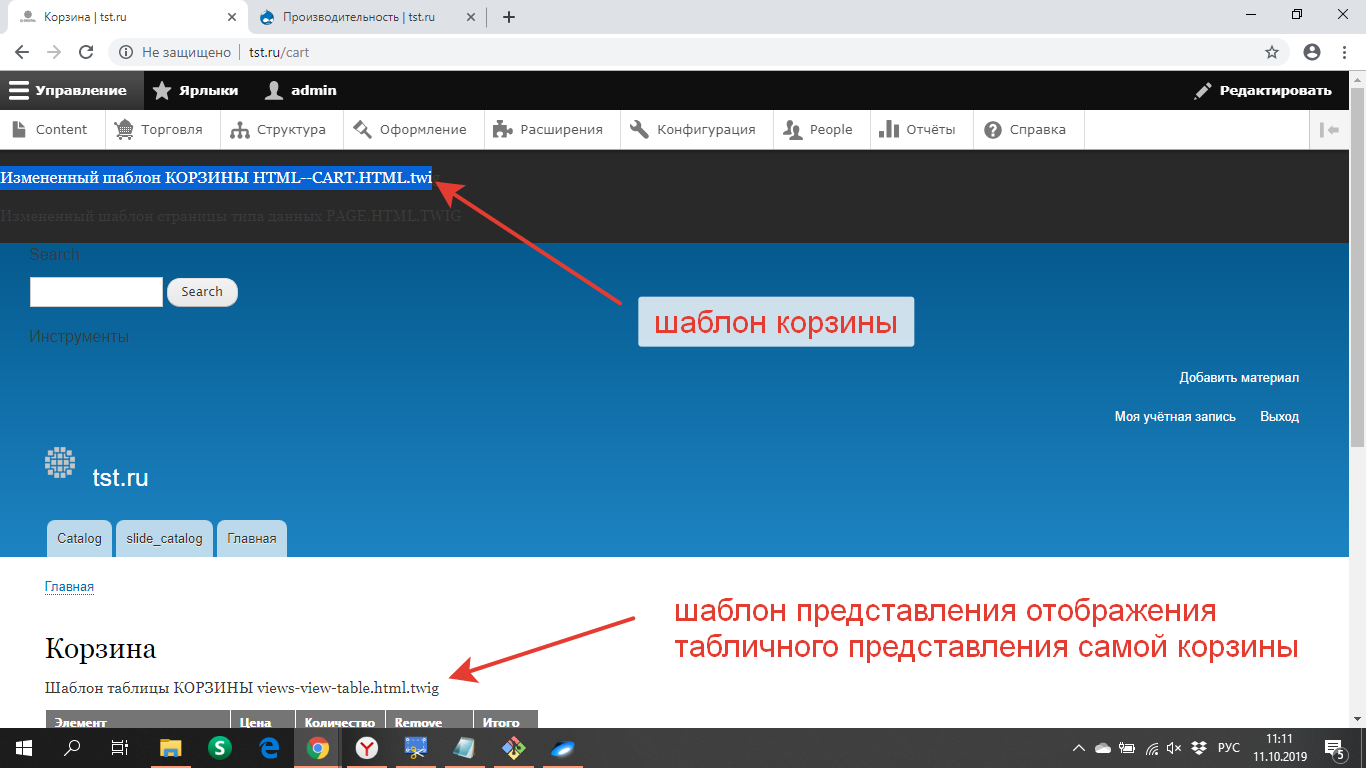 Корзина | tst.ru
Производительность | tst.ru
Не защищено | tst.ru/cart
Управление Ярлыки admin Редактировать
Content Торговля Структура Оформление Расширения Конфигурация People Отчёты Справка
Измененный шаблон КОРЗИНЫ HTML--CART.HTML.twig
Измененный шаблон страницы типа данных PAGE.HTML.TWIG
Search
Search
шаблон корзины
Инструменты
Добавить материал
Моя учётная запись Выход
tst.ru
Catalog slide_catalog Главная
Главная
шаблон представления отображения
табличного представления самой корзины
Корзина
Шаблон таблицы КОРЗИНЫ views-view-table.html.twig
Элемент Цена Количество Remove Итого
РУС
11:11
11.10.2019
5